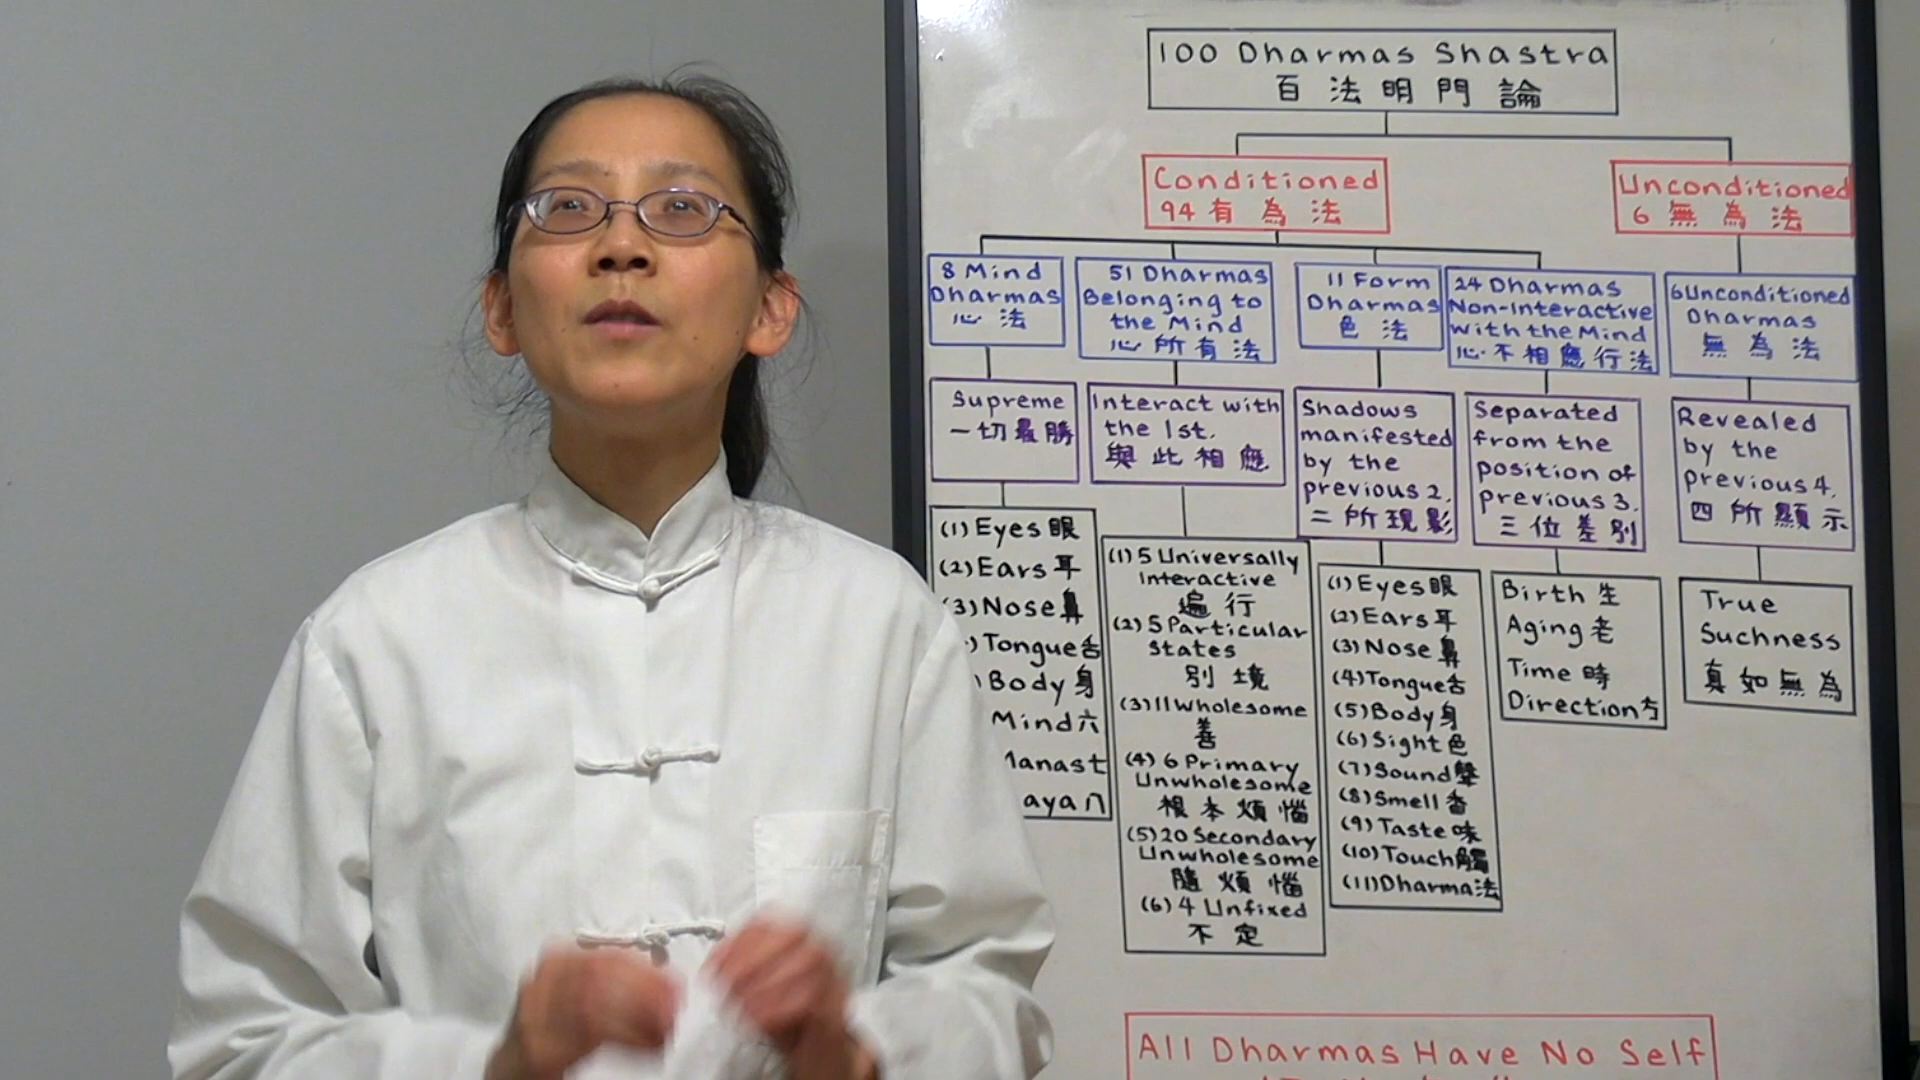 100 Dharmas Shastra
百法明門論
Conditioned
94 有為法
Unconditioned
6 無為法
8 Mind
Dharmas
心法
51 Dharmas
Belonging to
the Mind
心所有法
11 Form
Dharmas
色法
24 Dharmas
Non-Interactive
with the Mind
心不相應行法
6 Unconditioned
Dharmas
無為法
Supreme
一切最勝
Interact with
the 1st.
與此相應
Shadows
manifested
by the
previous 2.
二所現影
Separated
from the
position of
previous 3.
三位差別
Revealed
by the
previous 4.
四所顯示
(1) Eyes 眼
(2) Ears 耳
3) Nose 鼻
) Tongue 舌
) Body 身
Mind 六
anas七
aya八
(1) 5 Universally
Interactive
遍行
(2) 5 Particular
states
別境
(3) 11 Wholesome
善
(4) 6 Primary
Unwholesome
根本煩惱
(5) 20 Secondary
Unwholesome
隨煩惱
(6) 4 Unfixed
不定
(1) Eyes 眼
(2) Ears 耳
(3) Nose 鼻
(4) Tongue 舌
(5) Body 身
(6) Sight 色
(7) Sound 聲
(8) Smell 香
(9) Taste 味
(10) Touch 觸
(11) Dharma 法
Birth 生
Aging 老
Time 時
Direction 方
True
Suchness
真如無為
All Dharmas Have No Self